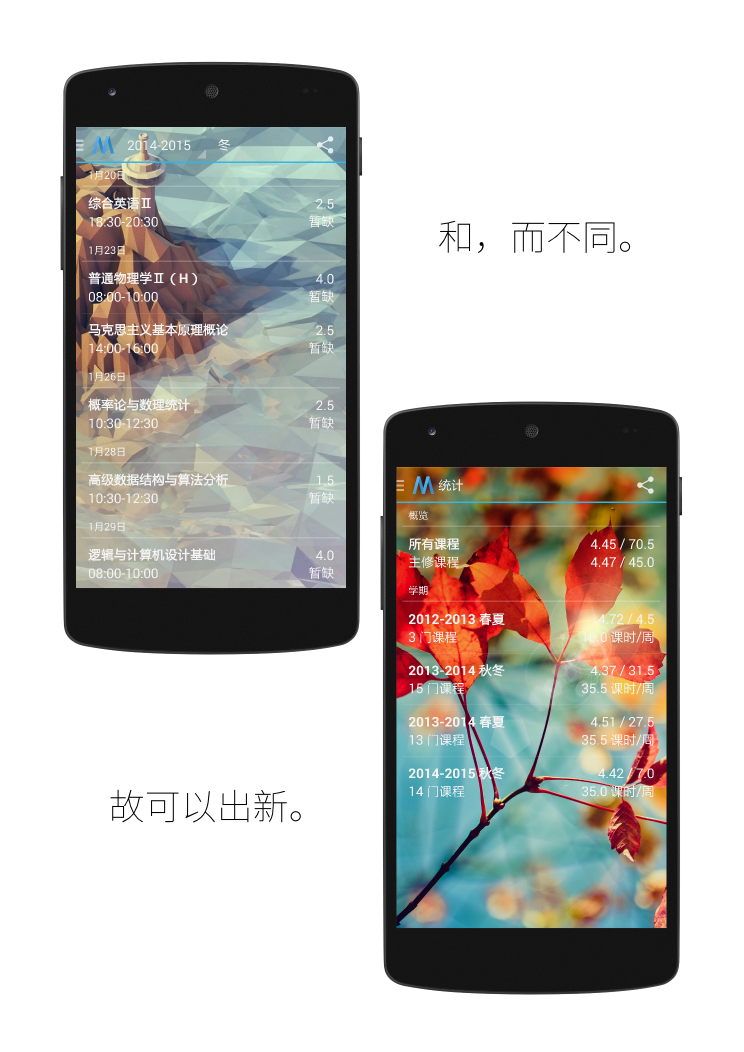 2014-2015 冬
1月20日
综合英语Ⅱ 2.5
18:30-20:30 暂缺
1月23日
普通物理学Ⅱ（H） 4.0
08:00-10:00 暂缺
马克思主义基本原理概论 2.5
14:00-16:00 暂缺
1月26日
概率论与数理统计 2.5
10:30-12:30 暂缺
1月28日
高级数据结构与算法分析 1.5
10:30-12:30 暂缺
1月29日
逻辑与计算机设计基础 4.0
08:00-10:00 暂缺
和，而不同。
统计
概览
所有课程 4.45 / 70.5
主修课程 4.47 / 45.0
学期
2012-2013 春夏 4.72 / 4.5
3 门课程 .0 课时/周
2013-2014 秋冬 4.37 / 31.5
15 门课程 35.5 课时/周
2013-2014 春夏 4.51 / 27.5
13 门课程 35.5 课时/周
2014-2015 秋冬 4.42 / 7.0
14 门课程 35.0 课时/周
故可以出新。